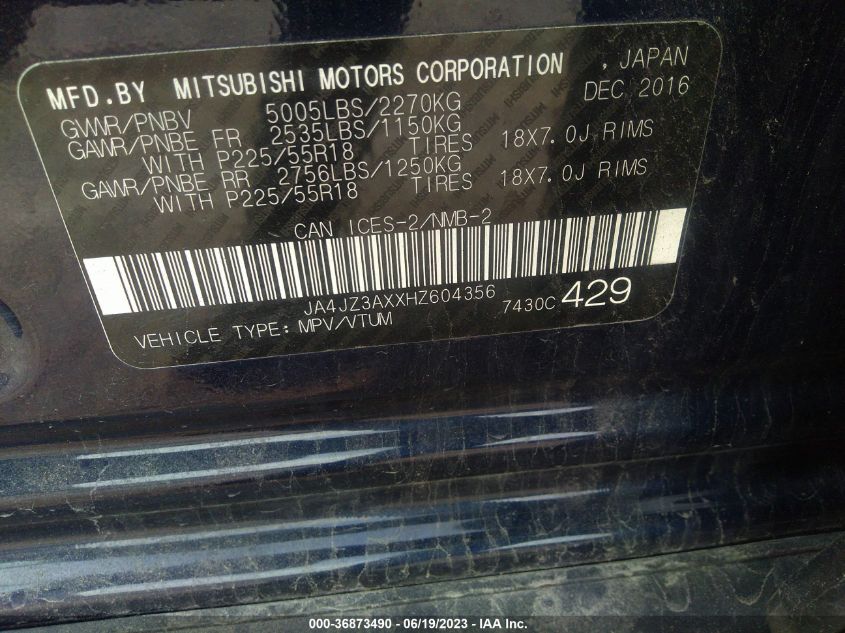 MFD.BY MITSUBISHI MOTORS CORPORATION , JAPAN
GVWR/PNBV 5005LBS/2270KG DEC 2016
GAWR/PNBE FR 2535LBS/1150KG
WITH P225/55R18 TIRES 18X7.0J RIMS
GAWR/PNBE RR 2756LBS/1250KG
WITH P225/55R18 TIRES 18X7.0J RIMS
CAN ICES-2/NMB-2
JA4JZ3AXXHZ604356 7430C 429
VEHICLE TYPE: MPV/VTUM
000-36873490 - 06/19/2023 - IAA Inc.